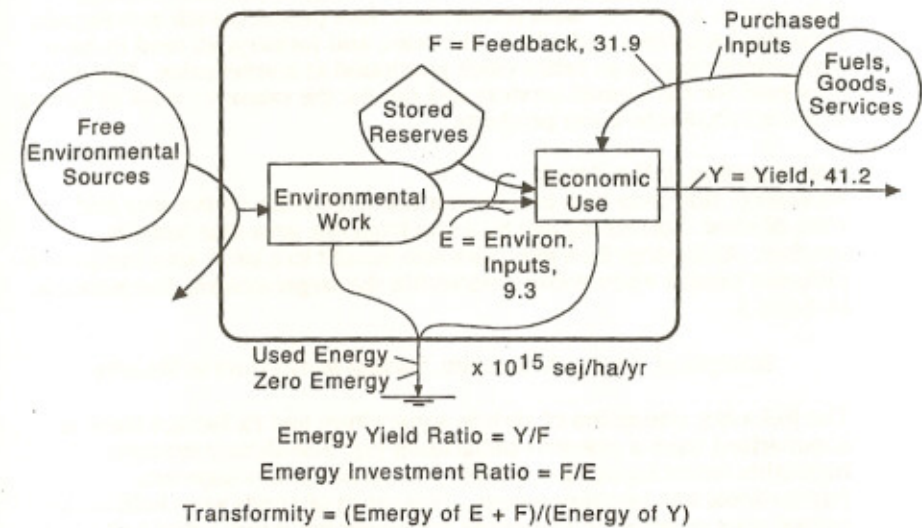 F = Feedback, 31.9
Purchased
Inputs
Fuels,
Goods,
Services
Free
Environmental
Sources
Stored
Reserves
Environmental
Work
Economic
Use
Y = Yield, 41.2
E = Environ.
Inputs,
9.3
Used Energy
Zero Emergy
x 10^15 sej/ha/yr
Emergy Yield Ratio = Y/F
Emergy Investment Ratio = F/E
Transformity = (Emergy of E + F)/(Energy of Y)